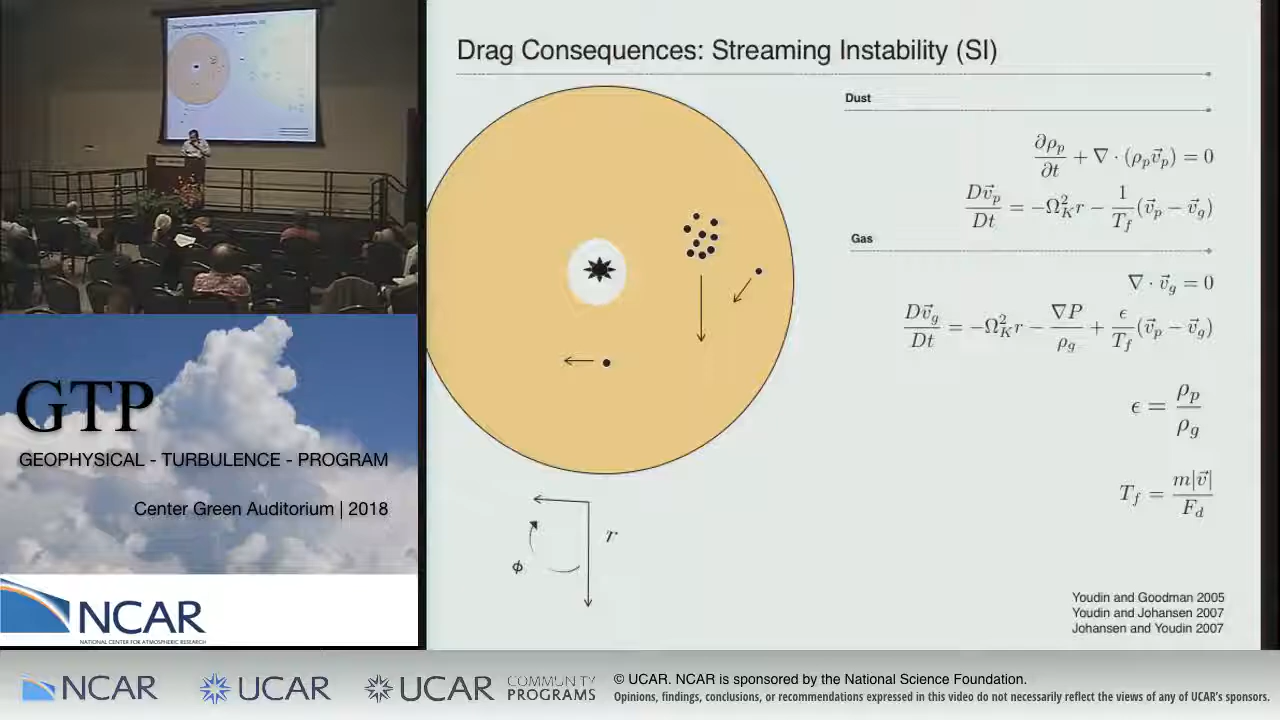 Drag Consequences: Streaming Instability (SI)
Dust
∂ρ_p/∂t + ∇ · (ρ_p v⃗_p) = 0
Dv⃗_p/Dt = −Ω_K^2 r − 1/T_f (v⃗_p − v⃗_g)
Gas
∇ · v⃗_g = 0
Dv⃗_g/Dt = −Ω_K^2 r − ∇P/ρ_g + ϵ/T_f (v⃗_p − v⃗_g)
ϵ = ρ_p/ρ_g
T_f = m|v⃗|/F_d
r
ϕ
Youdin and Goodman 2005
Youdin and Johansen 2007
Johansen and Youdin 2007
GTP
GEOPHYSICAL - TURBULENCE - PROGRAM
Center Green Auditorium | 2018
NCAR
NATIONAL CENTER FOR ATMOSPHERIC RESEARCH
NCAR
UCAR
UCAR
COMMUNITY
PROGRAMS
© UCAR. NCAR is sponsored by the National Science Foundation.
Opinions, findings, conclusions, or recommendations expressed in this video do not necessarily reflect the views of any of UCAR's sponsors.